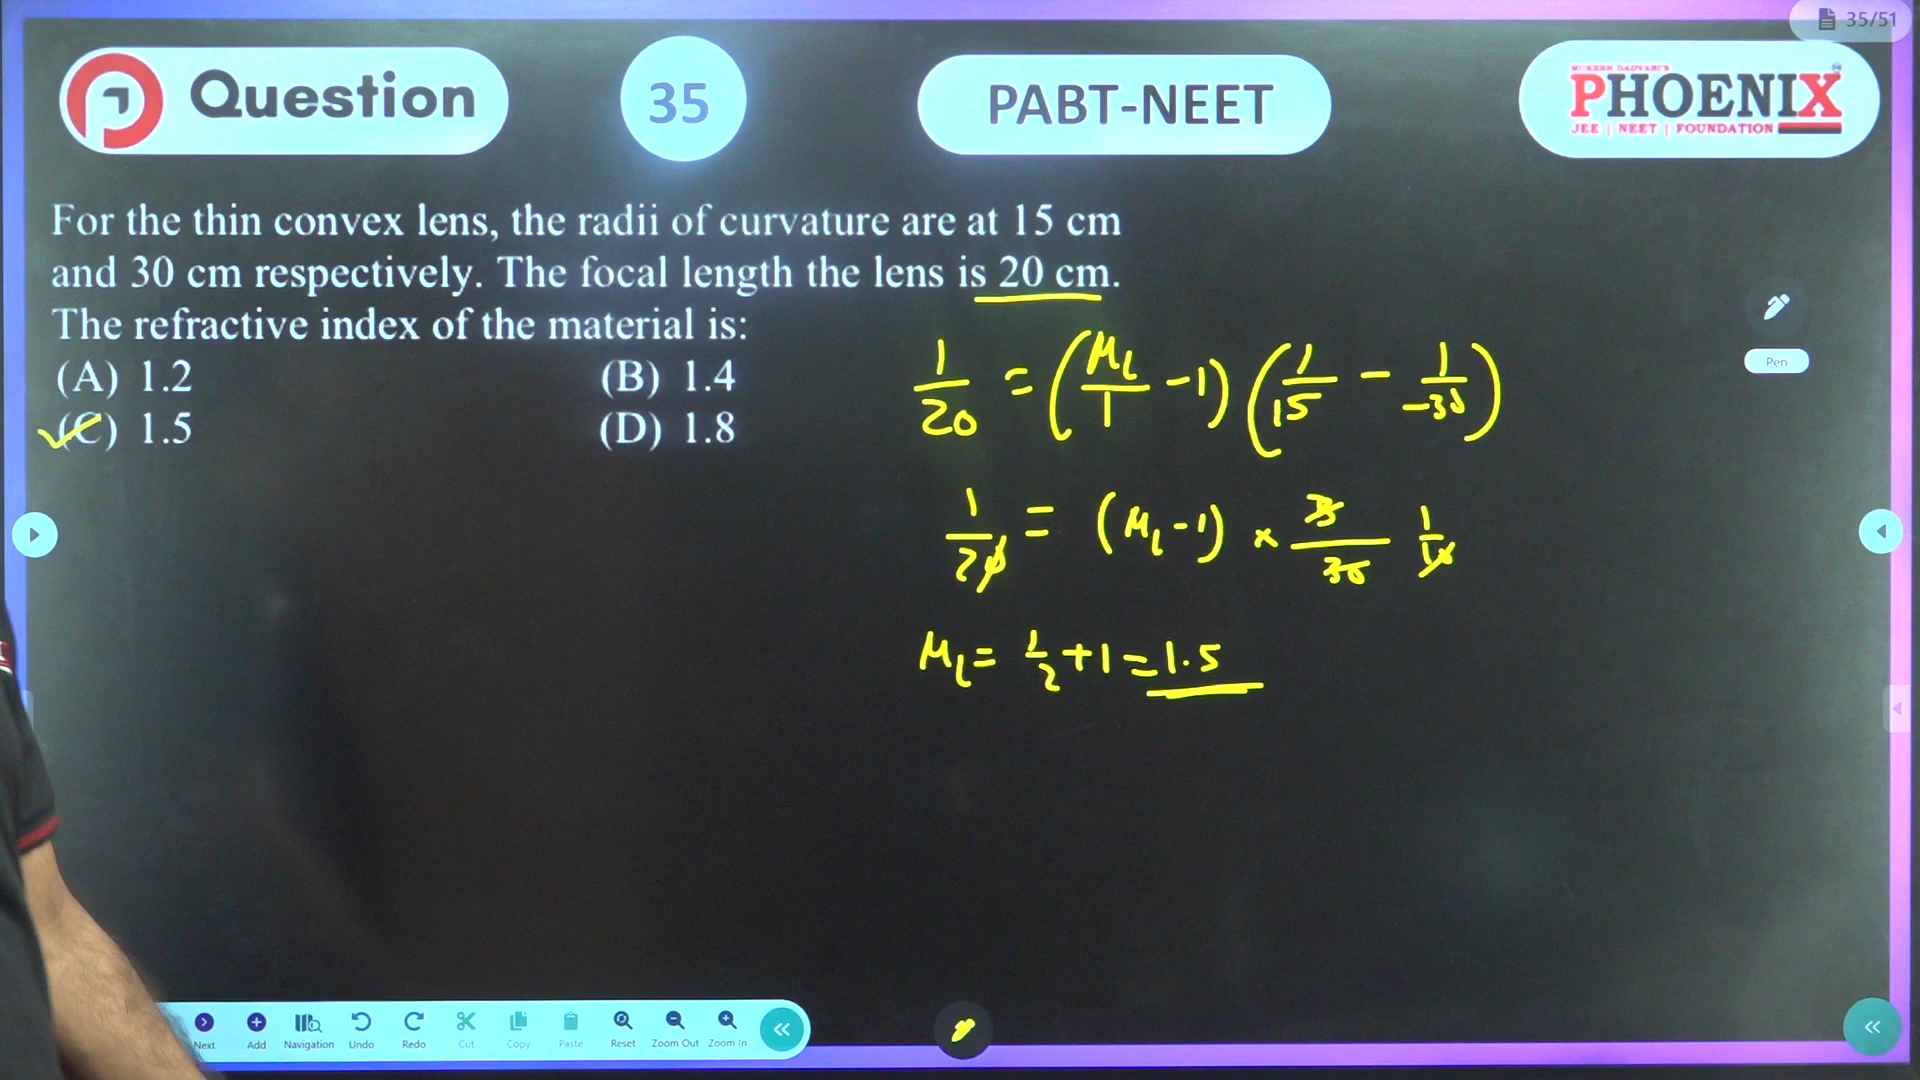 35/51
Question
35
PABT-NEET
MUKESH DADVANI'S
PHOENIX
JEE | NEET | FOUNDATION
For the thin convex lens, the radii of curvature are at 15 cm
and 30 cm respectively. The focal length the lens is 20 cm.
The refractive index of the material is:
(A) 1.2 (B) 1.4
(C) 1.5 (D) 1.8
1/20 = (μL/1 - 1) (1/15 - 1/-30)
1/20 = (μL - 1) × 3/30 1/10
μL = 1/2 + 1 = 1.5
Pen
Next Add Navigation Undo Redo Cut Copy Paste Reset Zoom Out Zoom In